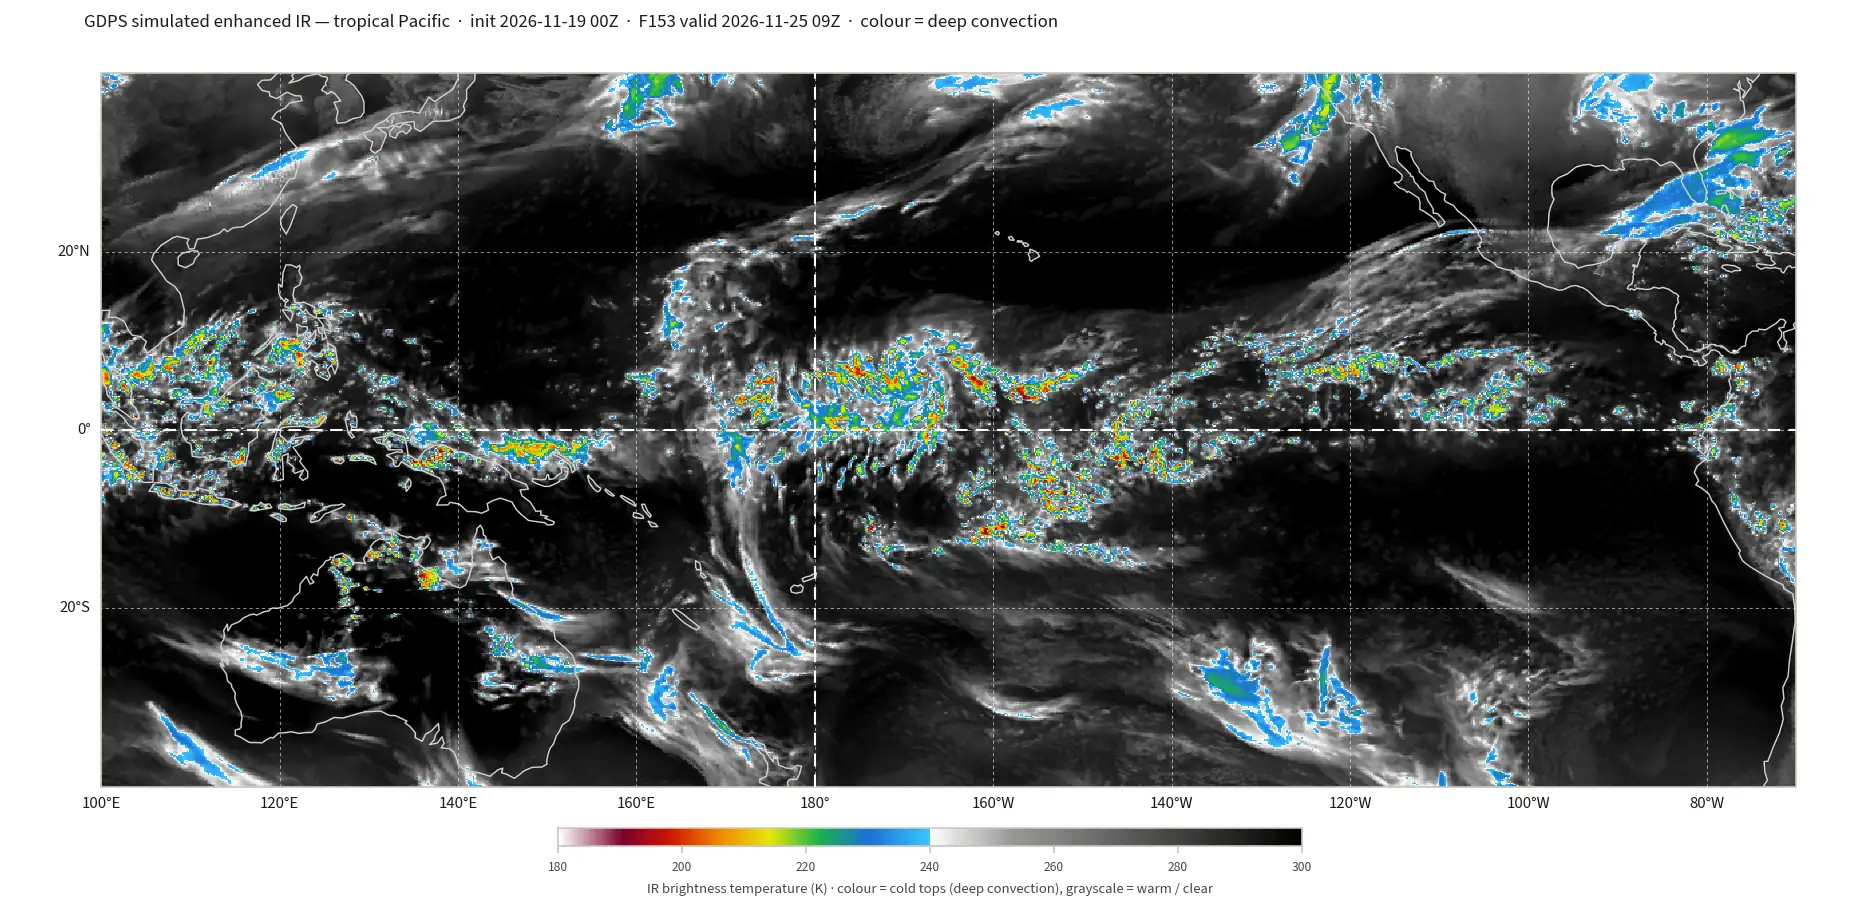 GDPS simulated enhanced IR — tropical Pacific · init 2026-11-19 00Z · F153 valid 2026-11-25 09Z · colour = deep convection
20°N
0°
20°S
100°E 120°E 140°E 160°E 180° 160°W 140°W 120°W 100°W 80°W
180 200 220 240 260 280 300
IR brightness temperature (K) · colour = cold tops (deep convection), grayscale = warm / clear